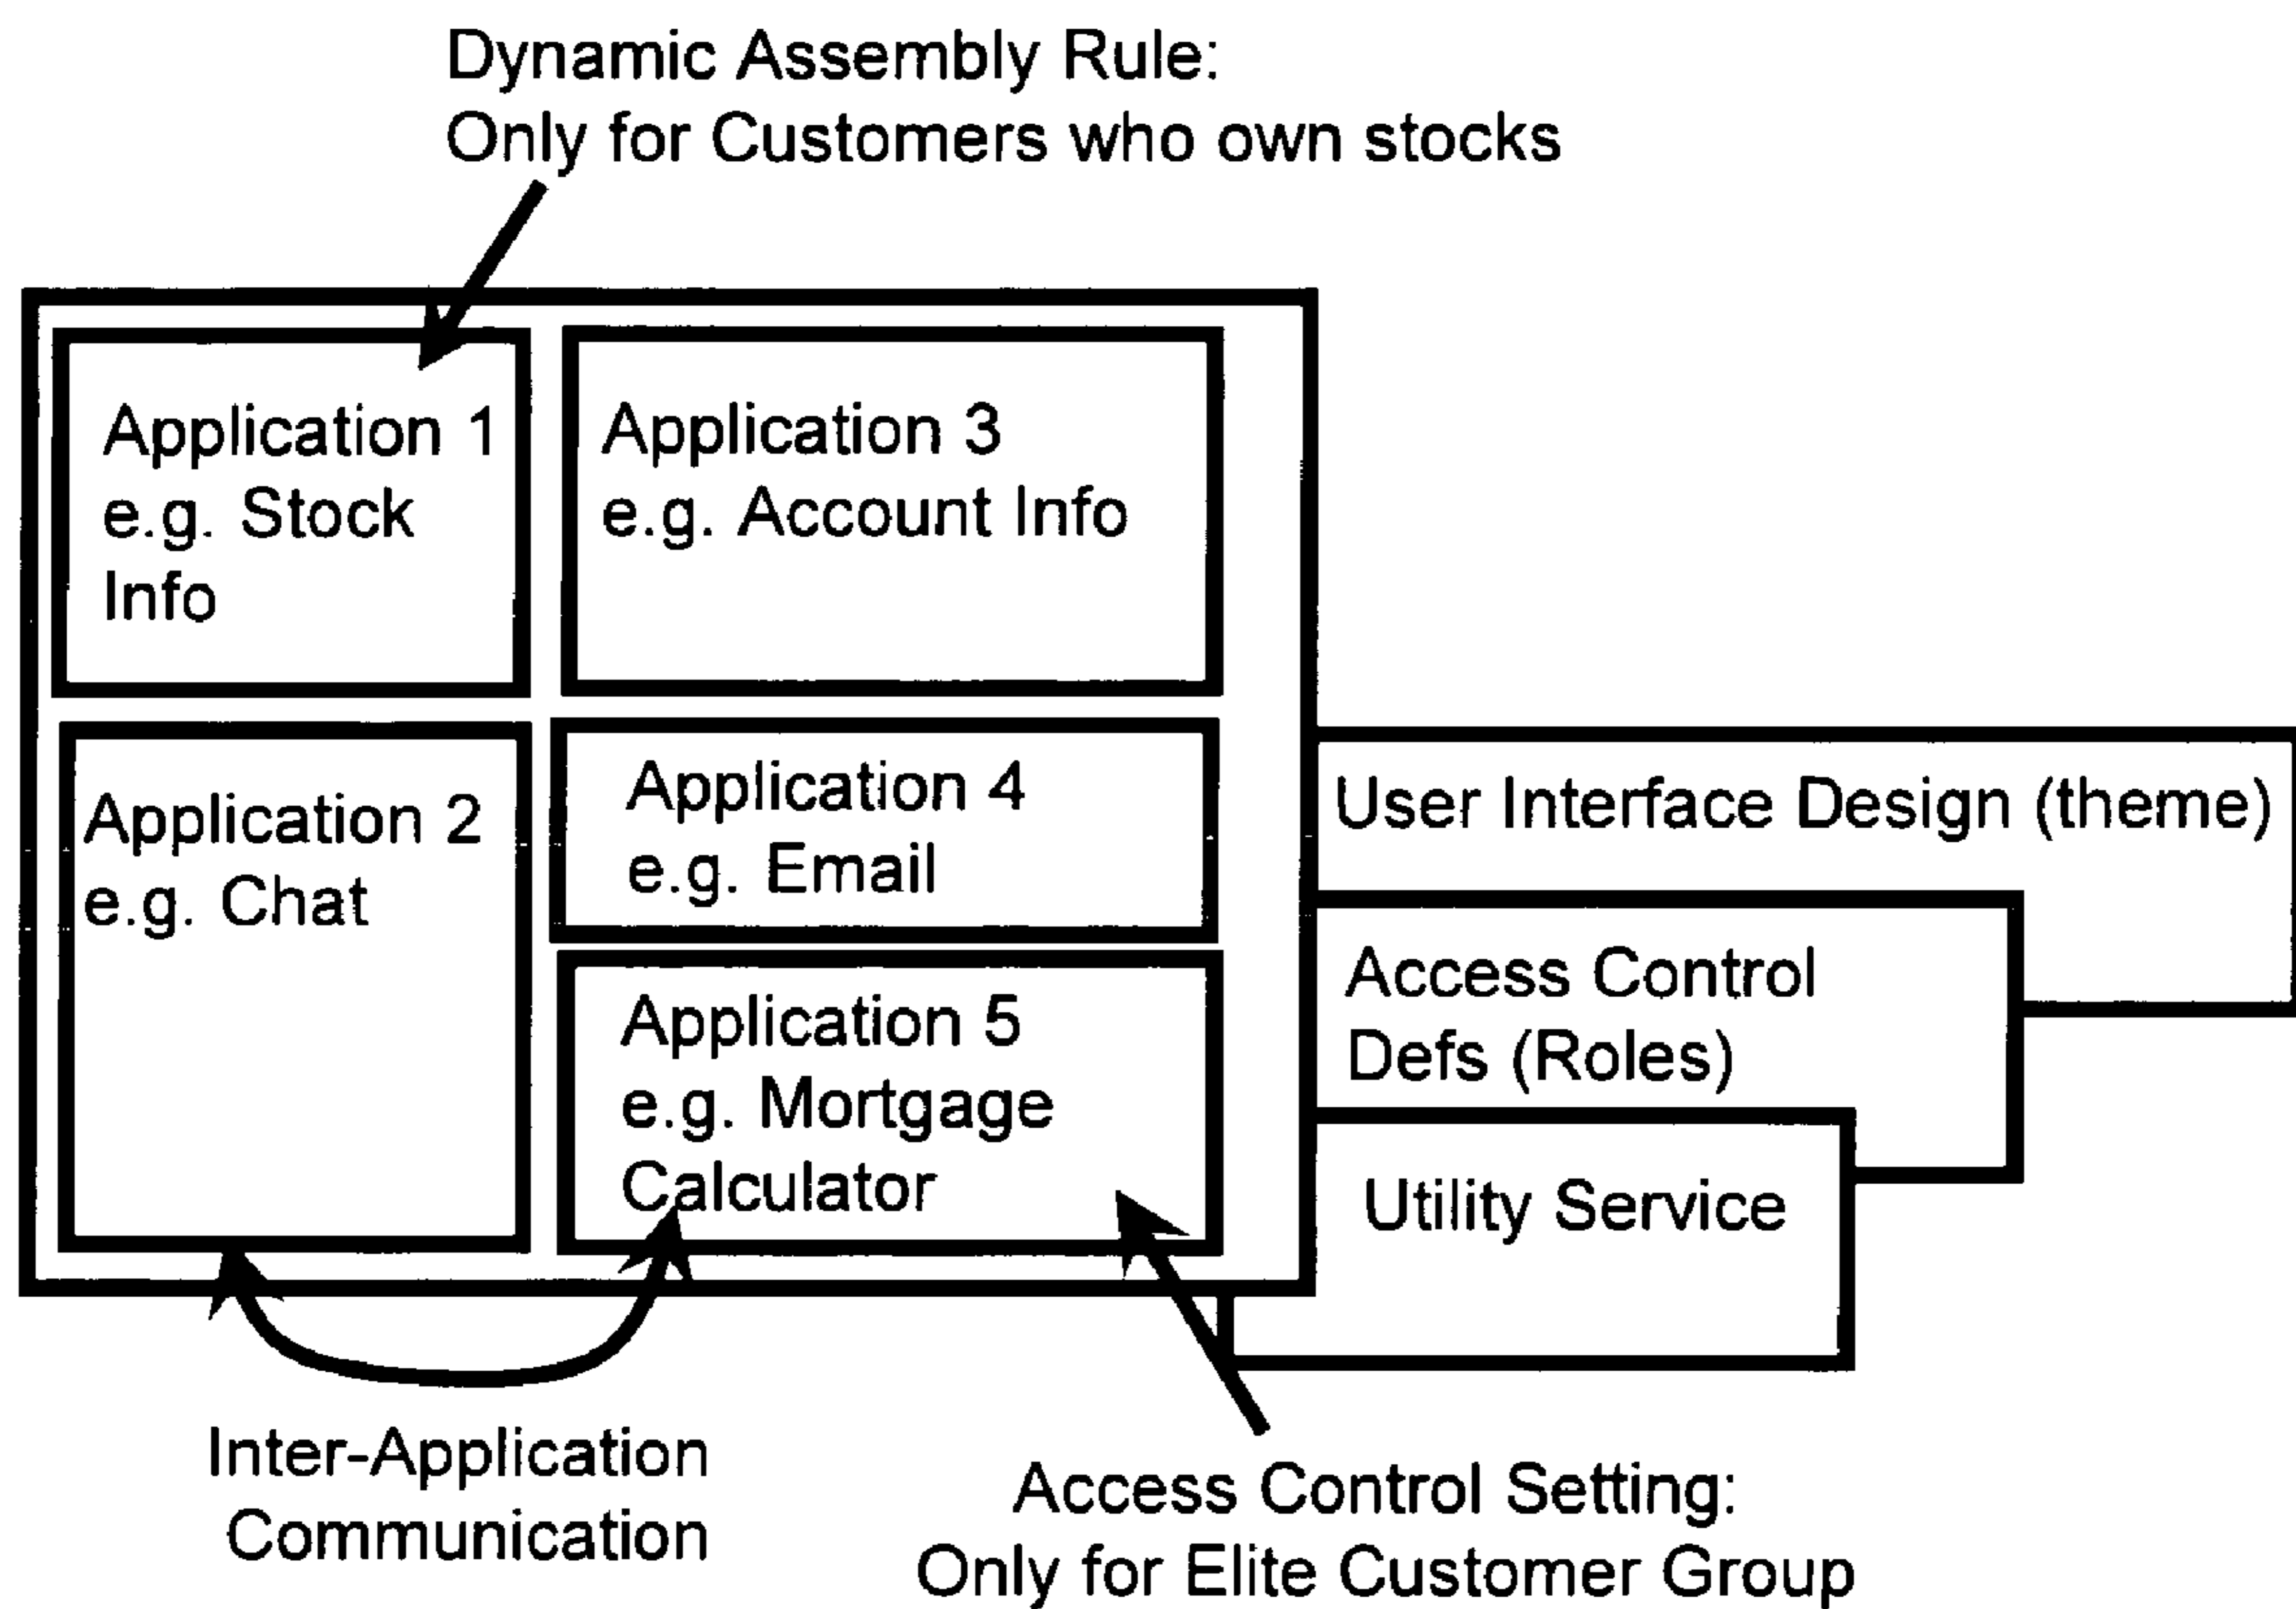 Dynamic Assembly Rule:
Only for Customers who own stocks
Application 1
e.g. Stock
Info
Application 3
e.g. Account Info
Application 2
e.g. Chat
Application 4
e.g. Email
Application 5
e.g. Mortgage
Calculator
User Interface Design (theme)
Access Control
Defs (Roles)
Utility Service
Inter-Application
Communication
Access Control Setting:
Only for Elite Customer Group